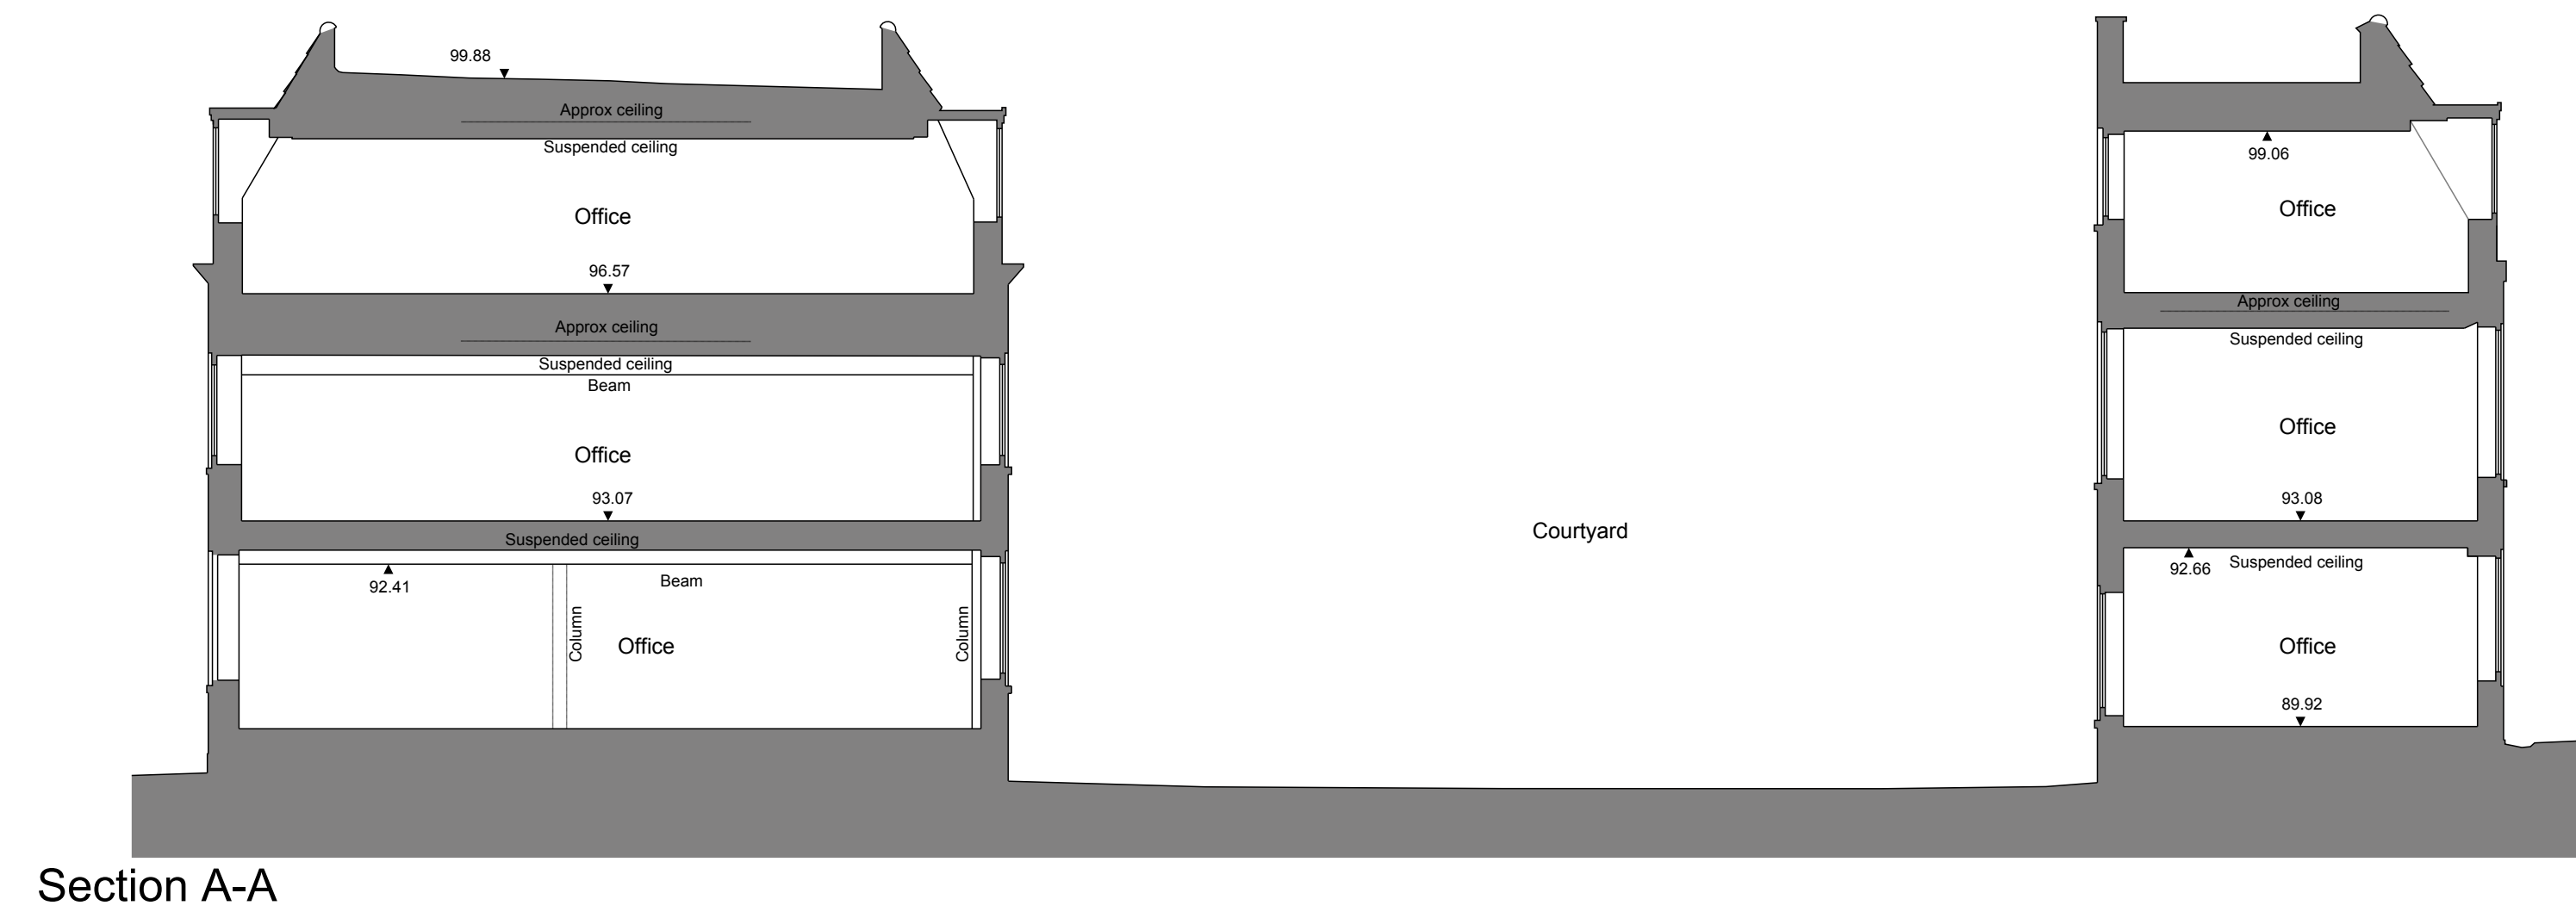 99.88
Approx ceiling
Suspended ceiling
Office
96.57
Approx ceiling
Suspended ceiling
Beam
Office
93.07
Suspended ceiling
92.41
Beam
Column
Office
Column
Courtyard
99.06
Office
Approx ceiling
Suspended ceiling
Office
93.08
92.66
Suspended ceiling
Office
89.92
Section A-A